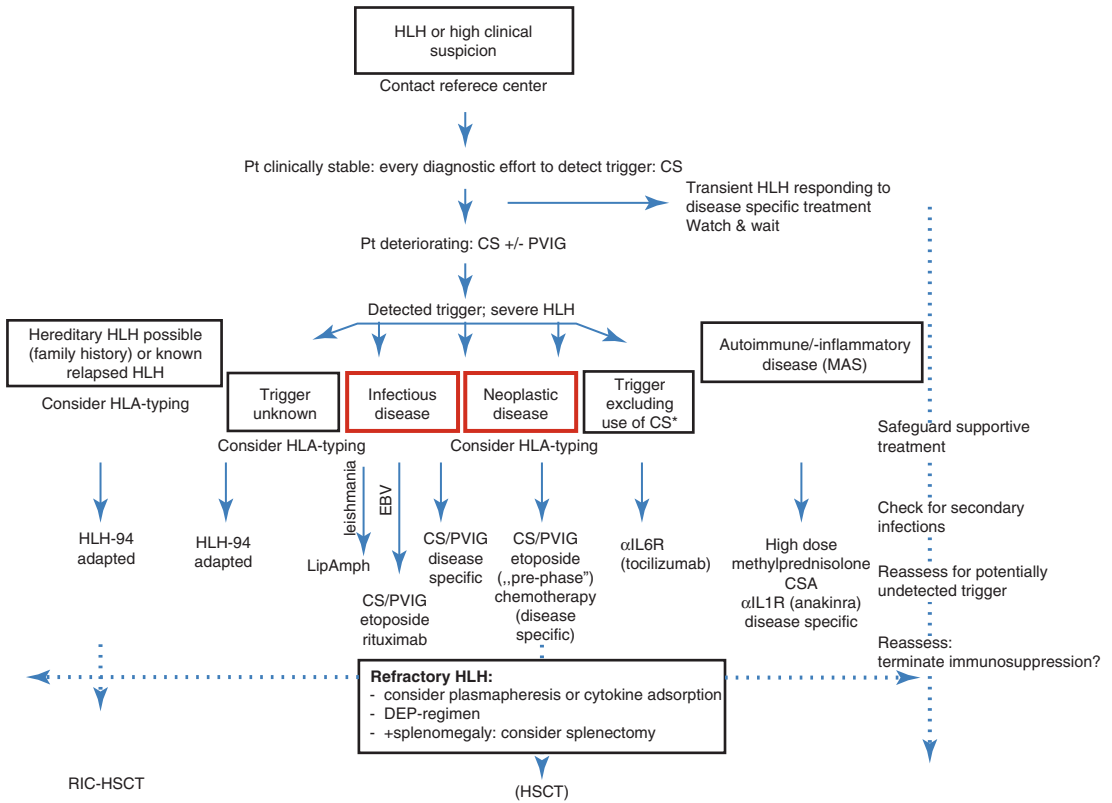 HLH or high clinical
suspicion
Contact referece center
Pt clinically stable: every diagnostic effort to detect trigger: CS
Transient HLH responding to
disease specific treatment
Watch & wait
Pt deteriorating: CS +/- PVIG
Detected trigger; severe HLH
Hereditary HLH possible
(family history) or known
relapsed HLH
Consider HLA-typing
Trigger
unknown
Consider HLA-typing
Infectious
disease
Neoplastic
disease
Consider HLA-typing
Trigger
excluding
use of CS*
Autoimmune/-inflammatory
disease (MAS)
Safeguard supportive
treatment
Check for secondary
infections
Reassess for potentially
undetected trigger
Reassess:
terminate immunosuppression?
HLH-94
adapted
HLH-94
adapted
leishmania
LipAmph
EBV
CS/PVIG
etoposide
rituximab
CS/PVIG
disease
specific
CS/PVIG
etoposide
(,,pre-phase”)
chemotherapy
(disease
specific)
αIL6R
(tocilizumab)
High dose
methylprednisolone
CSA
αIL1R (anakinra)
disease specific
Refractory HLH:
- consider plasmapheresis or cytokine adsorption
- DEP-regimen
- +splenomegaly: consider splenectomy
RIC-HSCT
(HSCT)